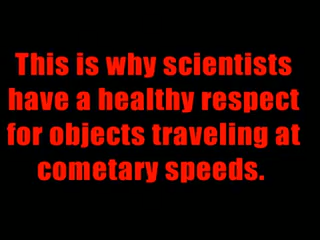 This is why scientists
have a healthy respect
for objects traveling at
cometary speeds.